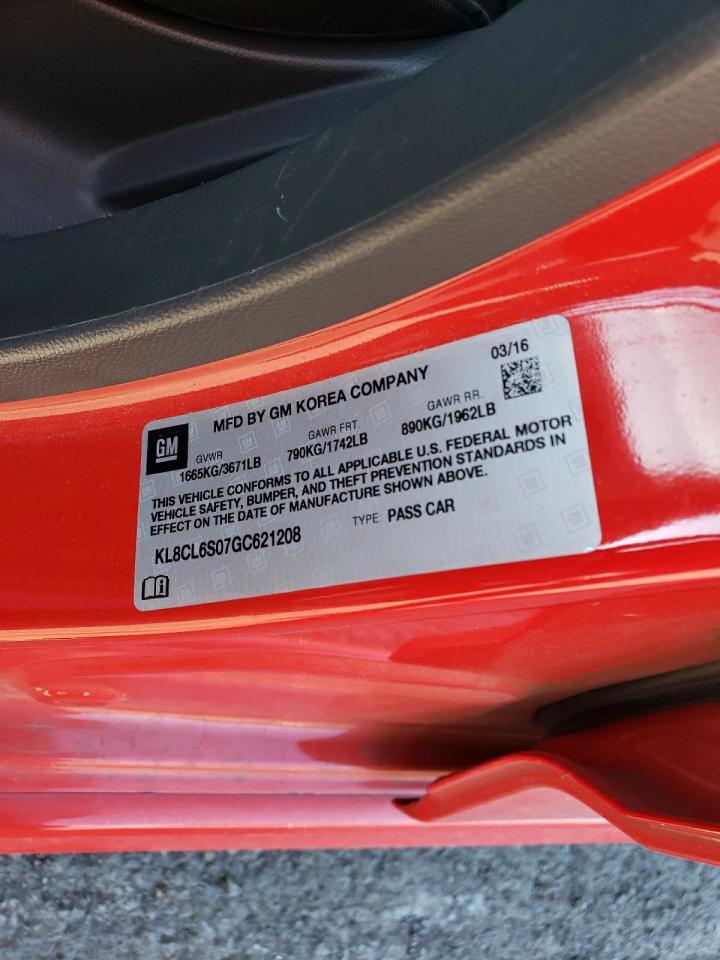 03/16
MFD BY GM KOREA COMPANY
GM
GVWR
GAWR FRT.
GAWR RR.
1665KG/3671LB
790KG/1742LB
890KG/1962LB
THIS VEHICLE CONFORMS TO ALL APPLICABLE U.S. FEDERAL MOTOR
VEHICLE SAFETY, BUMPER, AND THEFT PREVENTION STANDARDS IN
EFFECT ON THE DATE OF MANUFACTURE SHOWN ABOVE.
KL8CL6S07GC621208
TYPE: PASS CAR